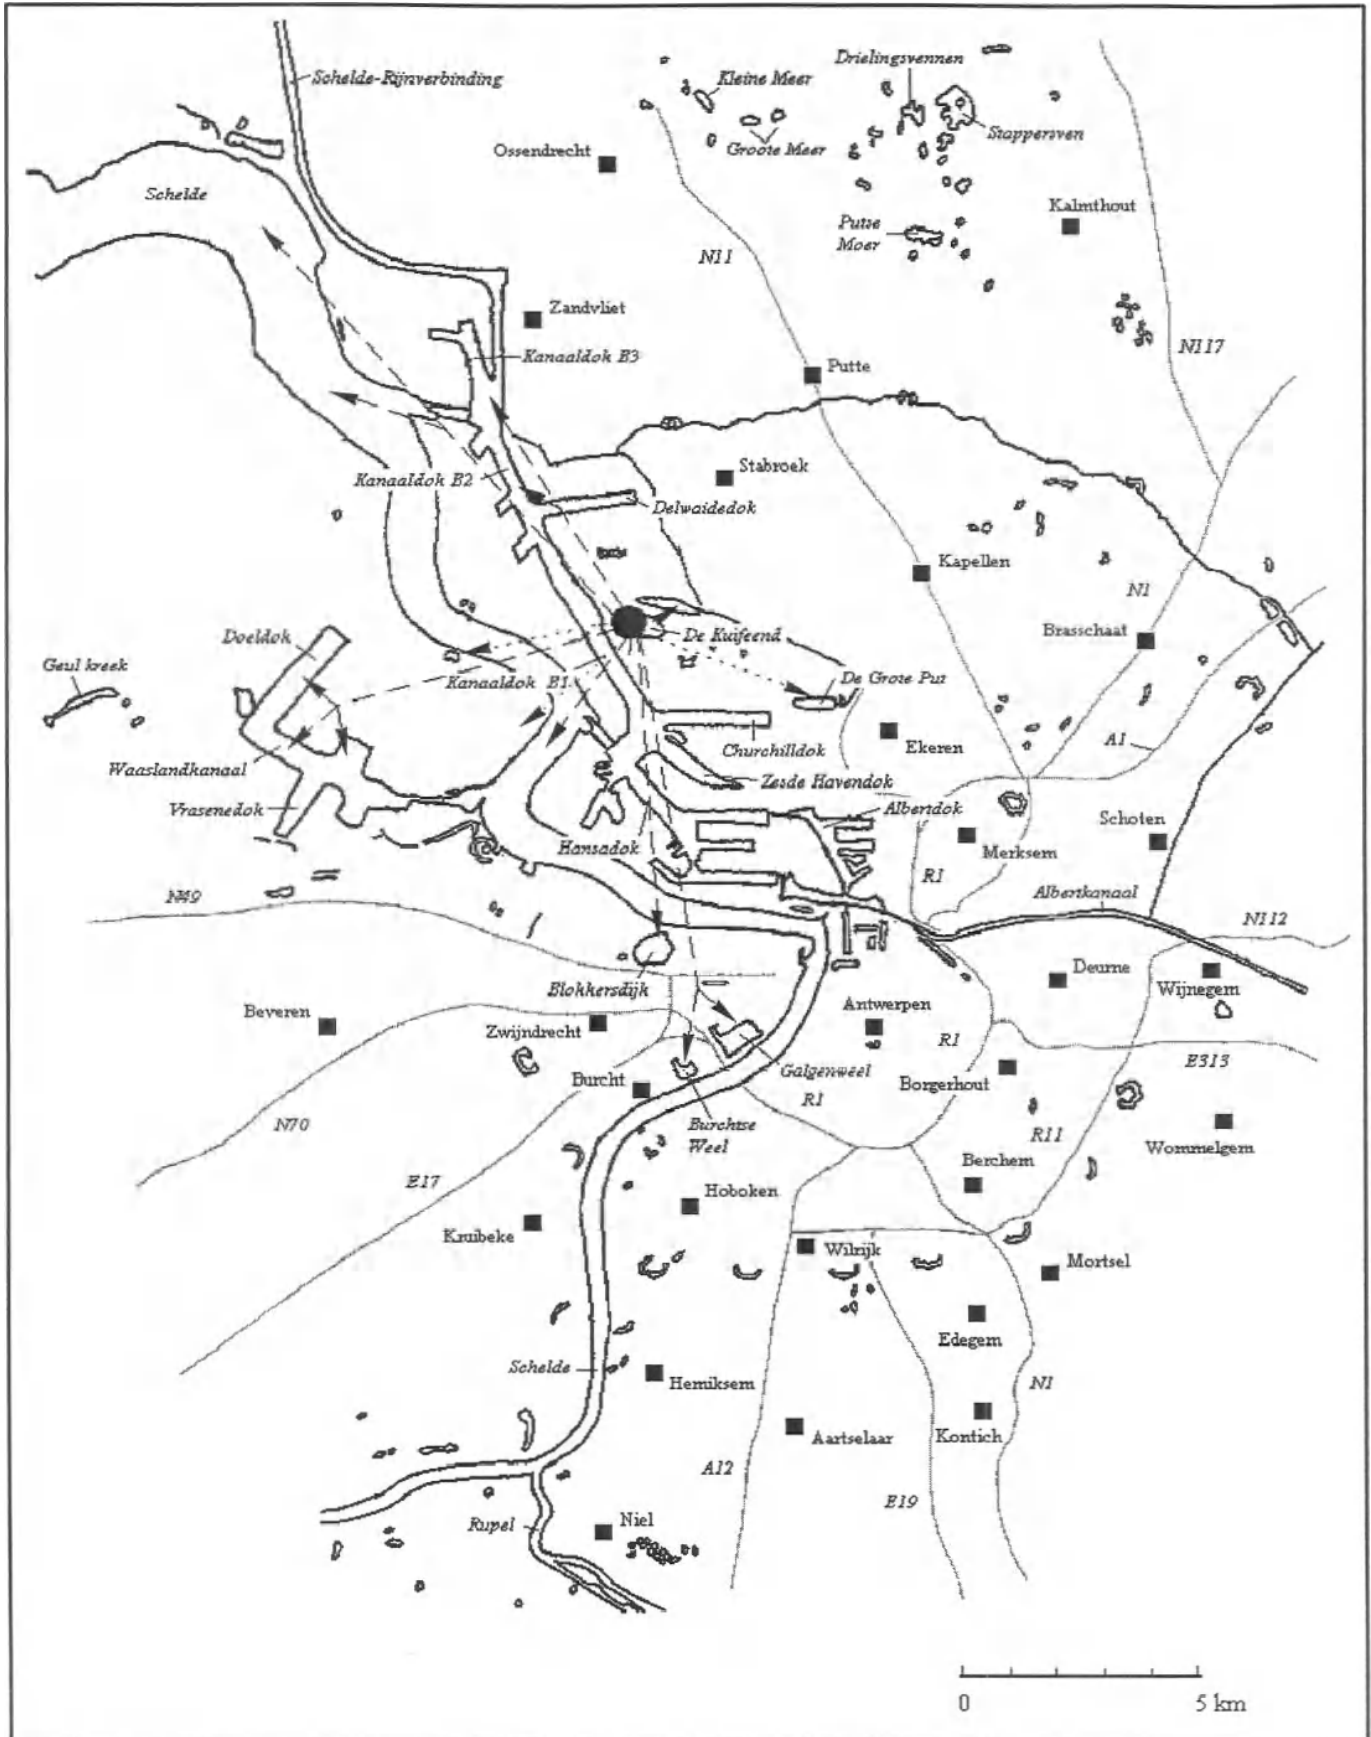 Schelde-Rijnverbinding
Kleine Meer
Drielingsvennen
Groote Meer
Stappersven
Ossendrecht
Schelde
Kalmthout
Putse
Moer
N11
Zandvliet
Kanaaldok B3
N117
Putte
Stabroek
Kanaaldok B2
Delwaidedok
Kapellen
N1
Brasschaat
Doeldok
De Kuifeend
Geul kreek
Kanaaldok B1
De Grote Put
Ekeren
A1
Churchilldok
Waaslandkanaal
Zesde Havendok
Vrasenedok
Albertdok
Schoten
Hansadok
Merksem
R1
N49
Albertkanaal
N112
Deurne
Wijnegem
Blokkersdijk
Antwerpen
Beveren
Zwijndrecht
R1
E313
Galgenweel
Burcht
Borgerhout
R1
N70
Burchtse
Weel
R11
Wommelgem
Berchem
E17
Hoboken
Kruibeke
Wilrijk
Mortsel
Edegem
Schelde
Hemiksem
N1
Aartselaar
Kontich
A12
E19
Rupel
Niel
0
5 km